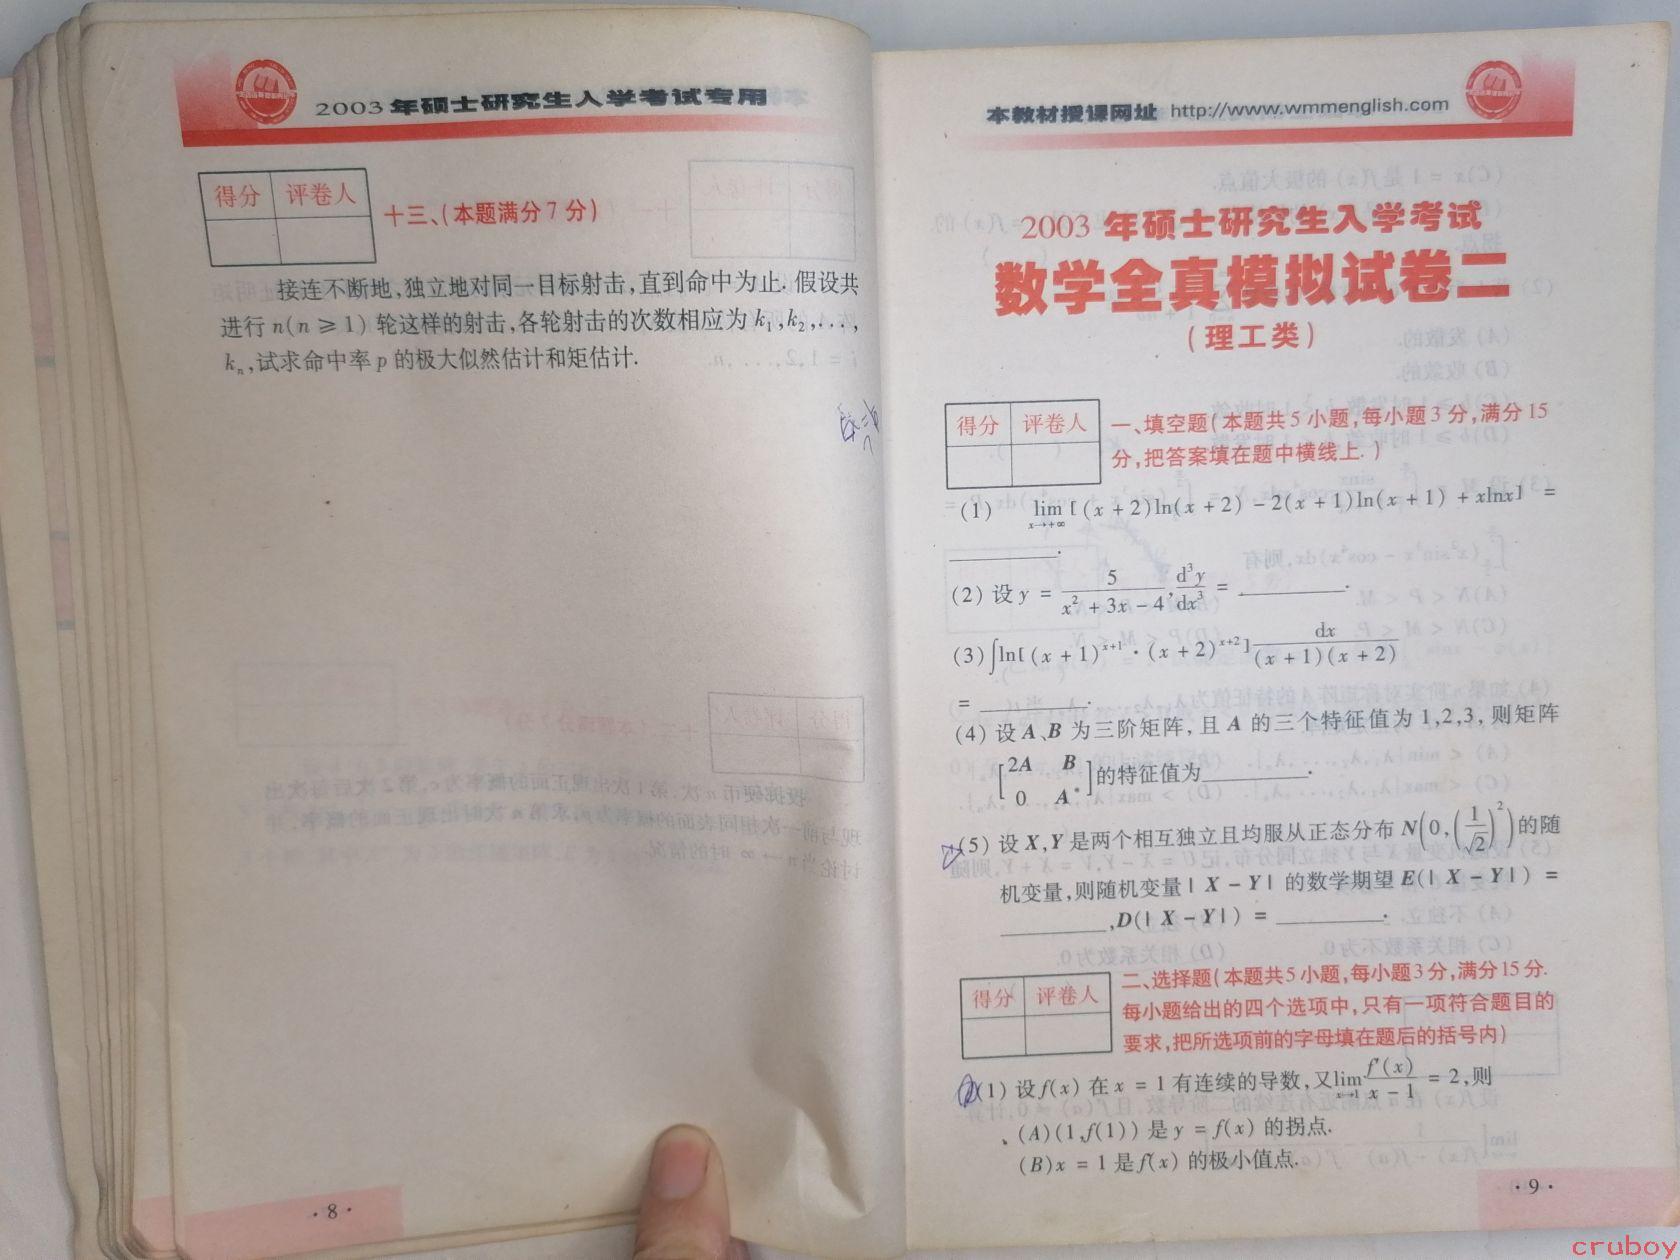 2003年硕士研究生入学考试专用
得分 评卷人
十三、(本题满分7分)
接连不断地,独立地对同一目标射击,直到命中为止.假设共
进行 n(n ≥ 1) 轮这样的射击,各轮射击的次数相应为 k₁,k₂,...,
kₙ,试求命中率 p 的极大似然估计和矩估计.
·8·
本教材授课网址 http://www.wmmenglish.com
2003年硕士研究生入学考试
数学全真模拟试卷二
(理工类)
得分 评卷人
一、填空题(本题共5小题,每小题3分,满分15
分,把答案填在题中横线上.)
(1) lim x→+∞ [(x + 2)ln(x + 2) - 2(x + 1)ln(x + 1) + xlnx] =
________.
(2) 设 y = 5/(x² + 3x - 4), d³y/dx³ = ________.
(3) ∫ln[(x + 1)^(x+1) · (x + 2)^(x+2)] dx/((x + 1)(x + 2))
= ________.
(4) 设 A、B 为三阶矩阵, 且 A 的三个特征值为 1,2,3, 则矩阵
[2A B
0 A*] 的特征值为________.
(5) 设 X,Y 是两个相互独立且均服从正态分布 N(0,(1/√2)²)的随
机变量,则随机变量 | X - Y | 的数学期望 E(| X - Y |) =
________,D(| X - Y |) = ________.
得分 评卷人
二、选择题(本题共5小题,每小题3分,满分15分.
每小题给出的四个选项中,只有一项符合题目的
要求,把所选项前的字母填在题后的括号内)
(1) 设 f(x) 在 x = 1 有连续的导数,又 lim x→1 f′(x)/(x - 1) = 2,则
(A)(1,f(1)) 是 y = f(x) 的拐点.
(B)x = 1 是 f(x) 的极小值点.
·9·
cruboy